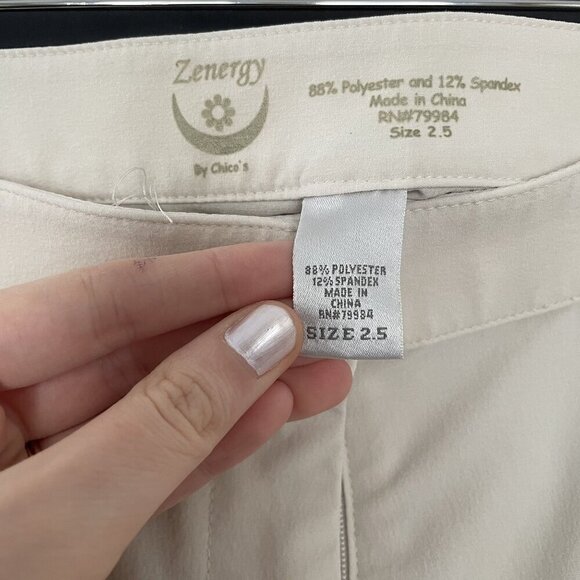 Zenergy
By Chico's
88% Polyester and 12% Spandex
Made in China
RN#79984
Size 2.5
88% POLYESTER
12% SPANDEX
MADE IN
CHINA
RN#79984
SIZE 2.5